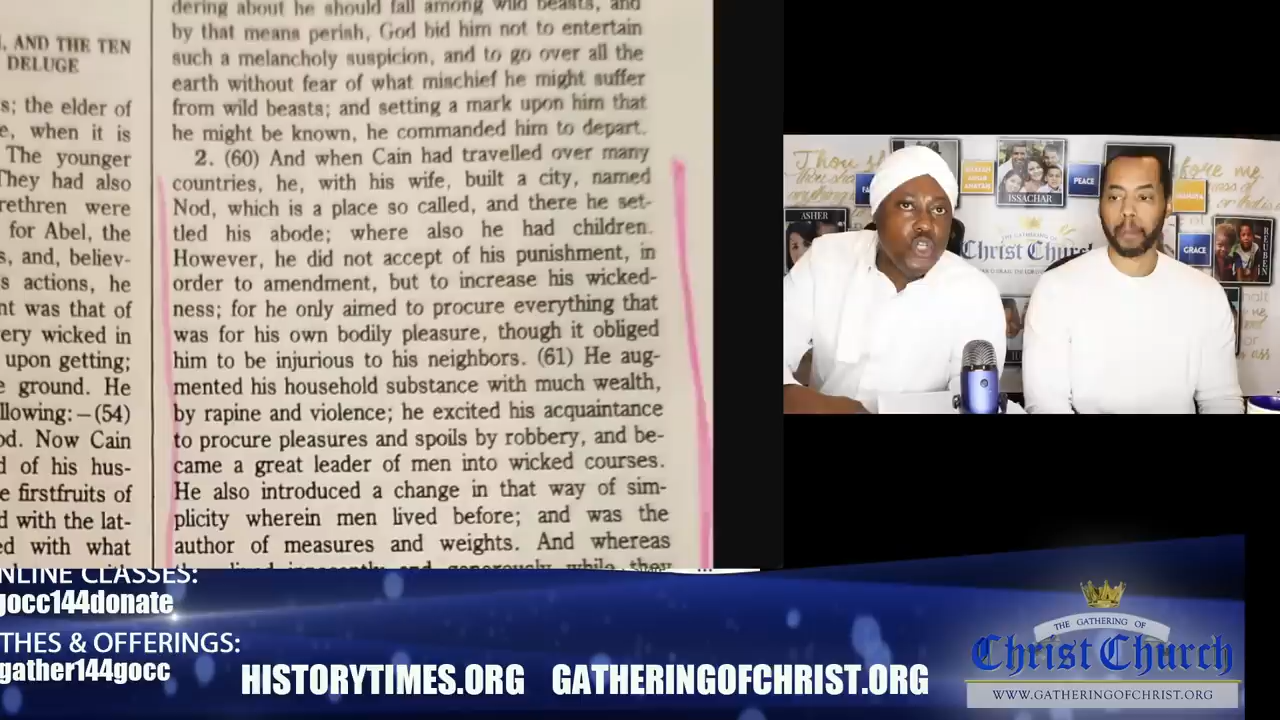 , AND THE TEN
DELUGE
s; the elder of
e, when it is
The younger
They had also
rethren were
for Abel, the
s, and, believ-
s actions, he
nt was that of
ery wicked in
upon getting;
e ground. He
llowing:—(54)
od. Now Cain
d of his hus-
e firstfruits of
d with the lat-
ed with what
dering about he should fall among wild beasts, and
by that means perish, God bid him not to entertain
such a melancholy suspicion, and to go over all the
earth without fear of what mischief he might suffer
from wild beasts; and setting a mark upon him that
he might be known, he commanded him to depart.
2. (60) And when Cain had travelled over many
countries, he, with his wife, built a city, named
Nod, which is a place so called, and there he set-
tled his abode; where also he had children.
However, he did not accept of his punishment, in
order to amendment, but to increase his wicked-
ness; for he only aimed to procure everything that
was for his own bodily pleasure, though it obliged
him to be injurious to his neighbors. (61) He aug-
mented his household substance with much wealth,
by rapine and violence; he excited his acquaintance
to procure pleasures and spoils by robbery, and be-
came a great leader of men into wicked courses.
He also introduced a change in that way of sim-
plicity wherein men lived before; and was the
author of measures and weights. And whereas
lived innocently and generously while they
Thou sh
ASHER
ISSACHAR
PEACE
GRACE
REUBEN
THE GATHERING OF
Christ Church
NLINE CLASSES:
gocc144donate
THES & OFFERINGS:
gather144gocc
HISTORYTIMES.ORG GATHERINGOFCHRIST.ORG
THE GATHERING OF
Christ Church
WWW.GATHERINGOFCHRIST.ORG